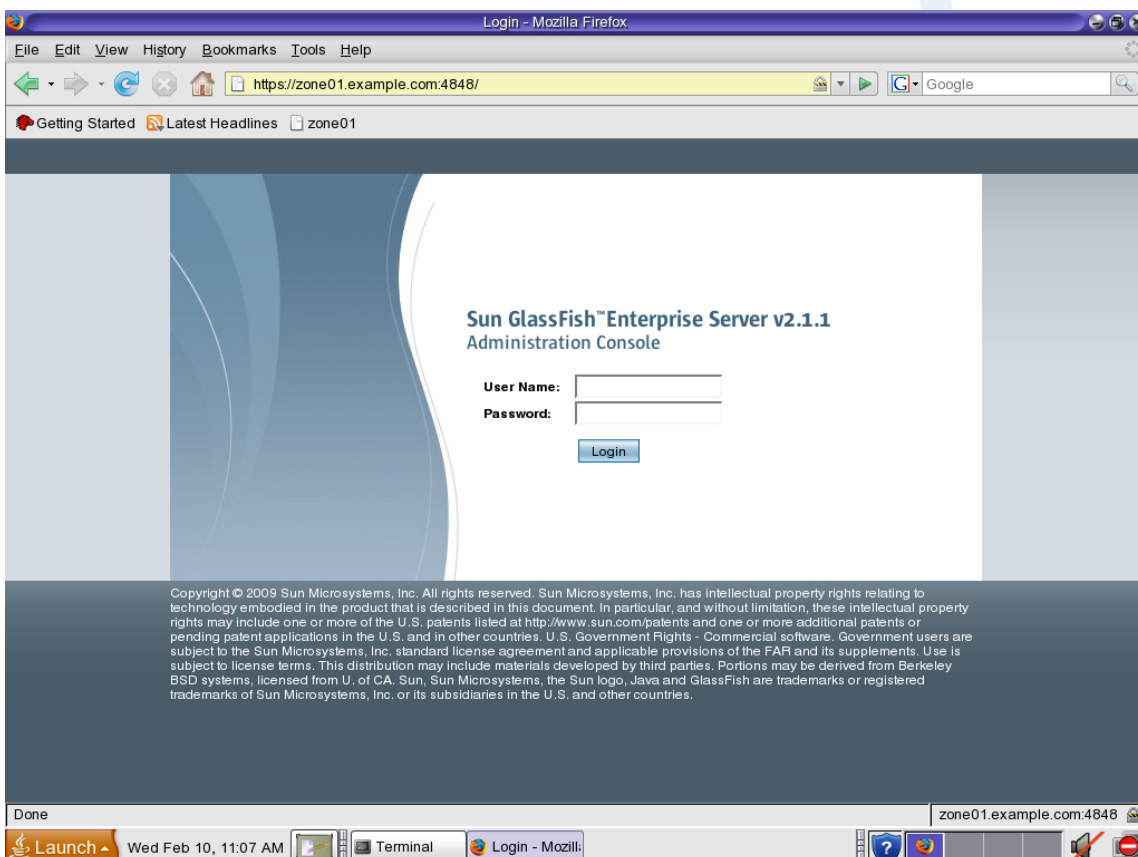 Login - Mozilla Firefox
File Edit View History Bookmarks Tools Help
https://zone01.example.com:4848/
G Google
Getting Started Latest Headlines zone01
Sun GlassFish™ Enterprise Server v2.1.1
Administration Console
User Name:
Password:
Login
Copyright © 2009 Sun Microsystems, Inc. All rights reserved. Sun Microsystems, Inc. has intellectual property rights relating to
technology embodied in the product that is described in this document. In particular, and without limitation, these intellectual property
rights may include one or more of the U.S. patents listed at http://www.sun.com/patents and one or more additional patents or
pending patent applications in the U.S. and in other countries. U.S. Government Rights - Commercial software. Government users are
subject to the Sun Microsystems, Inc. standard license agreement and applicable provisions of the FAR and its supplements. Use is
subject to license terms. This distribution may include materials developed by third parties. Portions may be derived from Berkeley
BSD systems, licensed from U. of CA. Sun, Sun Microsystems, the Sun logo, Java and GlassFish are trademarks or registered
trademarks of Sun Microsystems, Inc. or its subsidiaries in the U.S. and other countries.
Done
zone01.example.com:4848
Launch Wed Feb 10, 11:07 AM Terminal Login - Mozill